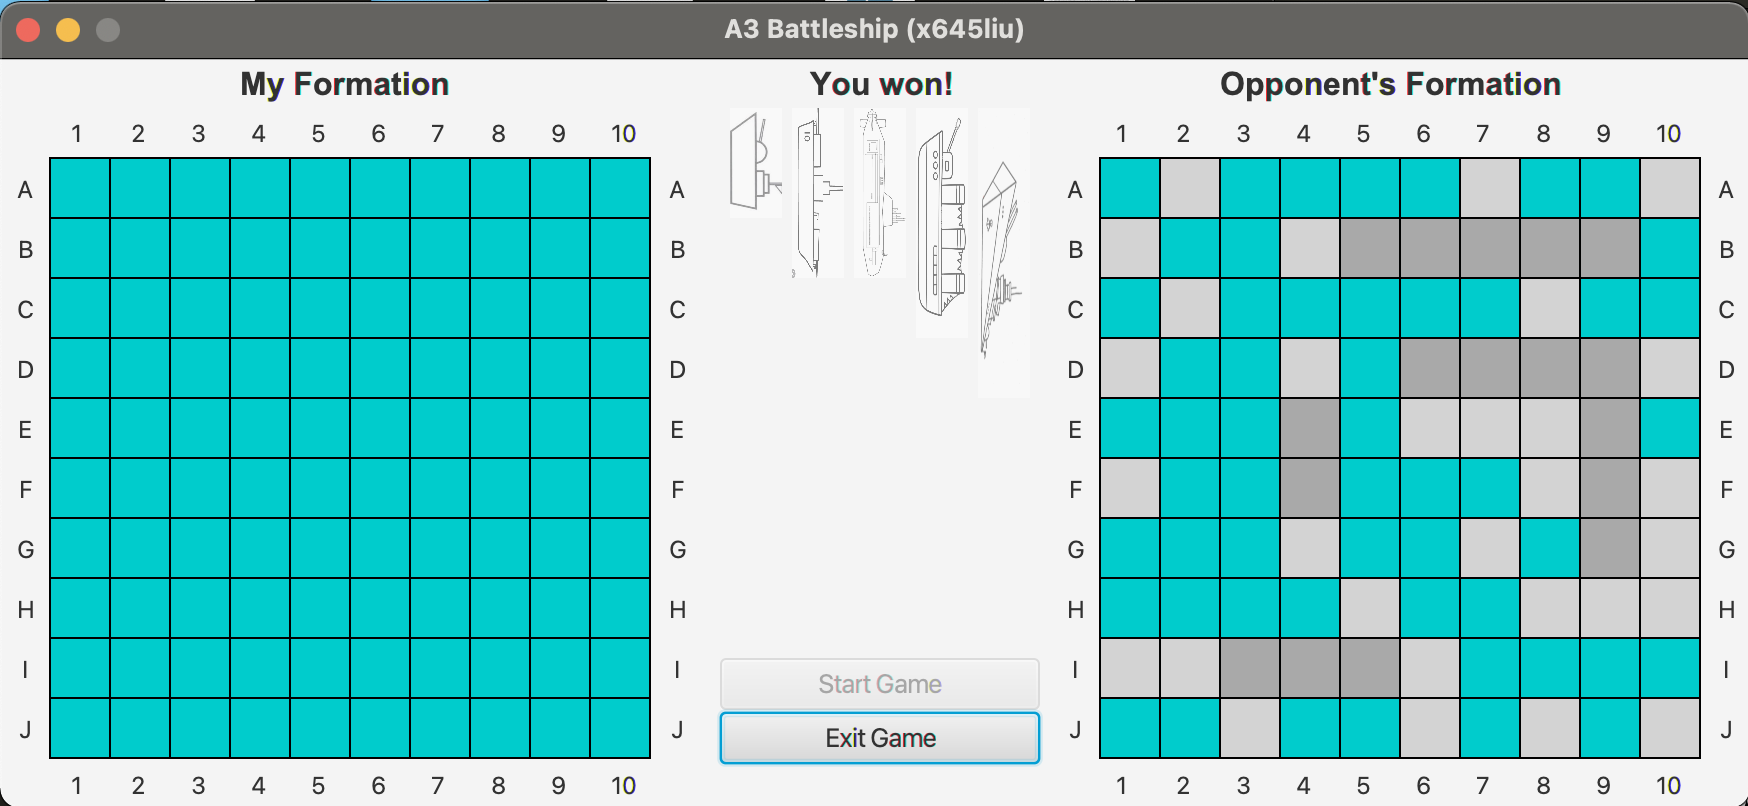 A3 Battleship (x645liu)
My Formation
You won!
Opponent's Formation
1 2 3 4 5 6 7 8 9 10
1 2 3 4 5 6 7 8 9 10
A A A A
B B B B
C C C C
D D D D
E E E E
F F F F
G G G G
H H H H
I I I I
Start Game
J J J J
Exit Game
1 2 3 4 5 6 7 8 9 10
1 2 3 4 5 6 7 8 9 10